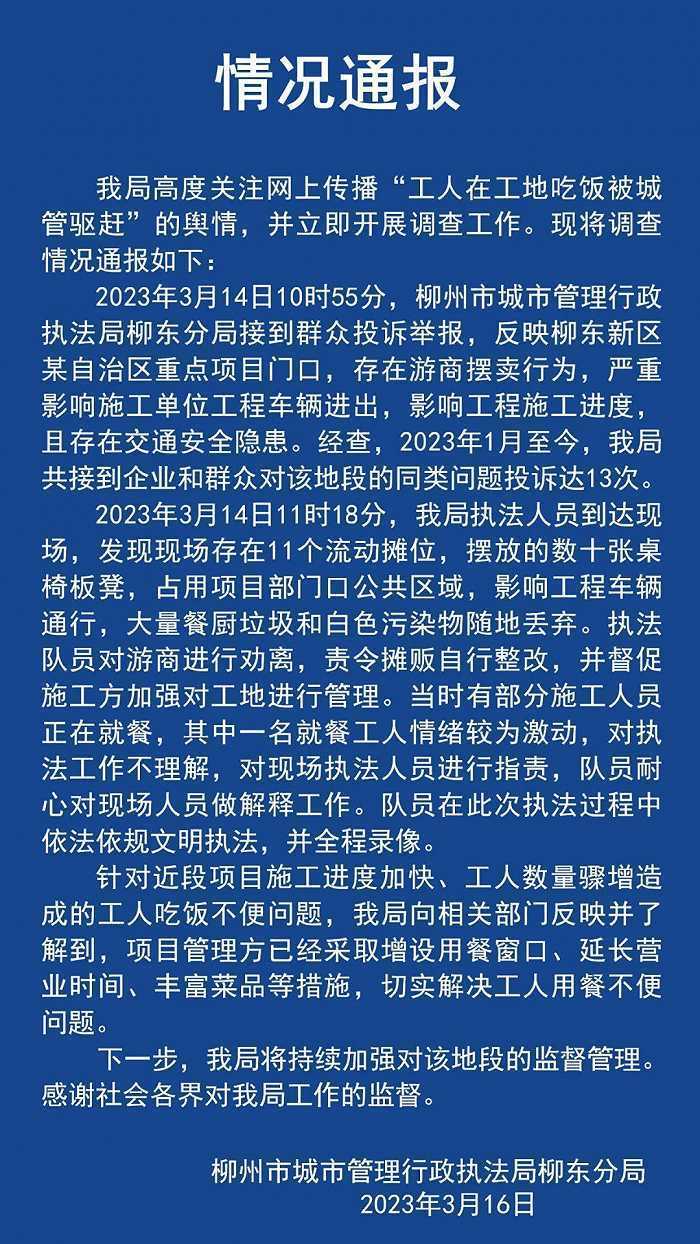 情况通报
我局高度关注网上传播“工人在工地吃饭被城
管驱赶”的舆情，并立即开展调查工作。现将调查
情况通报如下：
2023年3月14日10时55分，柳州市城市管理行政
执法局柳东分局接到群众投诉举报，反映柳东新区
某自治区重点项目门口，存在游商摆卖行为，严重
影响施工单位工程车辆进出，影响工程施工进度，
且存在交通安全隐患。经查，2023年1月至今，我局
共接到企业和群众对该地段的同类问题投诉达13次。
2023年3月14日11时18分，我局执法人员到达现
场，发现现场存在11个流动摊位，摆放的数十张桌
椅板凳，占用项目部门口公共区域，影响工程车辆
通行，大量餐厨垃圾和白色污染物随地丢弃。执法
队员对游商进行劝离，责令摊贩自行整改，并督促
施工方加强对工地进行管理。当时有部分施工人员
正在就餐，其中一名就餐工人情绪较为激动，对执
法工作不理解，对现场执法人员进行指责，队员耐
心对现场人员做解释工作。队员在此次执法过程中
依法依规文明执法，并全程录像。
针对近段项目施工进度加快、工人数量骤增造
成的工人吃饭不便问题，我局向相关部门反映并了
解到，项目管理方已经采取增设用餐窗口、延长营
业时间、丰富菜品等措施，切实解决工人用餐不便
问题。
下一步，我局将持续加强对该地段的监督管理。
感谢社会各界对我局工作的监督。
柳州市城市管理行政执法局柳东分局
2023年3月16日